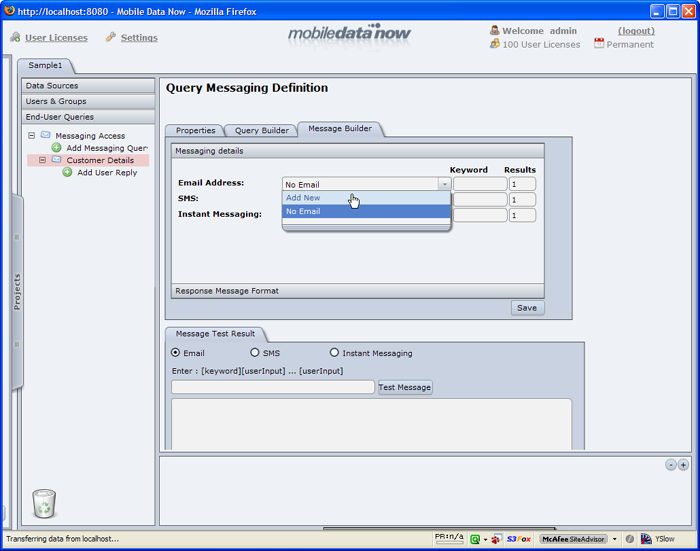 http://localhost:8080 - Mobile Data Now - Mozilla Firefox
User Licenses Settings mobiledata now Welcome admin (logout)
100 User Licenses Permanent
Sample1
Data Sources
Users & Groups
End-User Queries
Messaging Access
Add Messaging Quer
Customer Details
Add User Reply
Projects
Query Messaging Definition
Properties Query Builder Message Builder
Messaging details
Keyword Results
Email Address: No Email 1
SMS: Add New 1
Instant Messaging: No Email 1
Response Message Format
Save
Message Test Result
Email SMS Instant Messaging
Enter : [keyword][userInput] ... [userInput]
Test Message
Transferring data from localhost... PR:n/a S3Fox McAfee SiteAdvisor YSlow